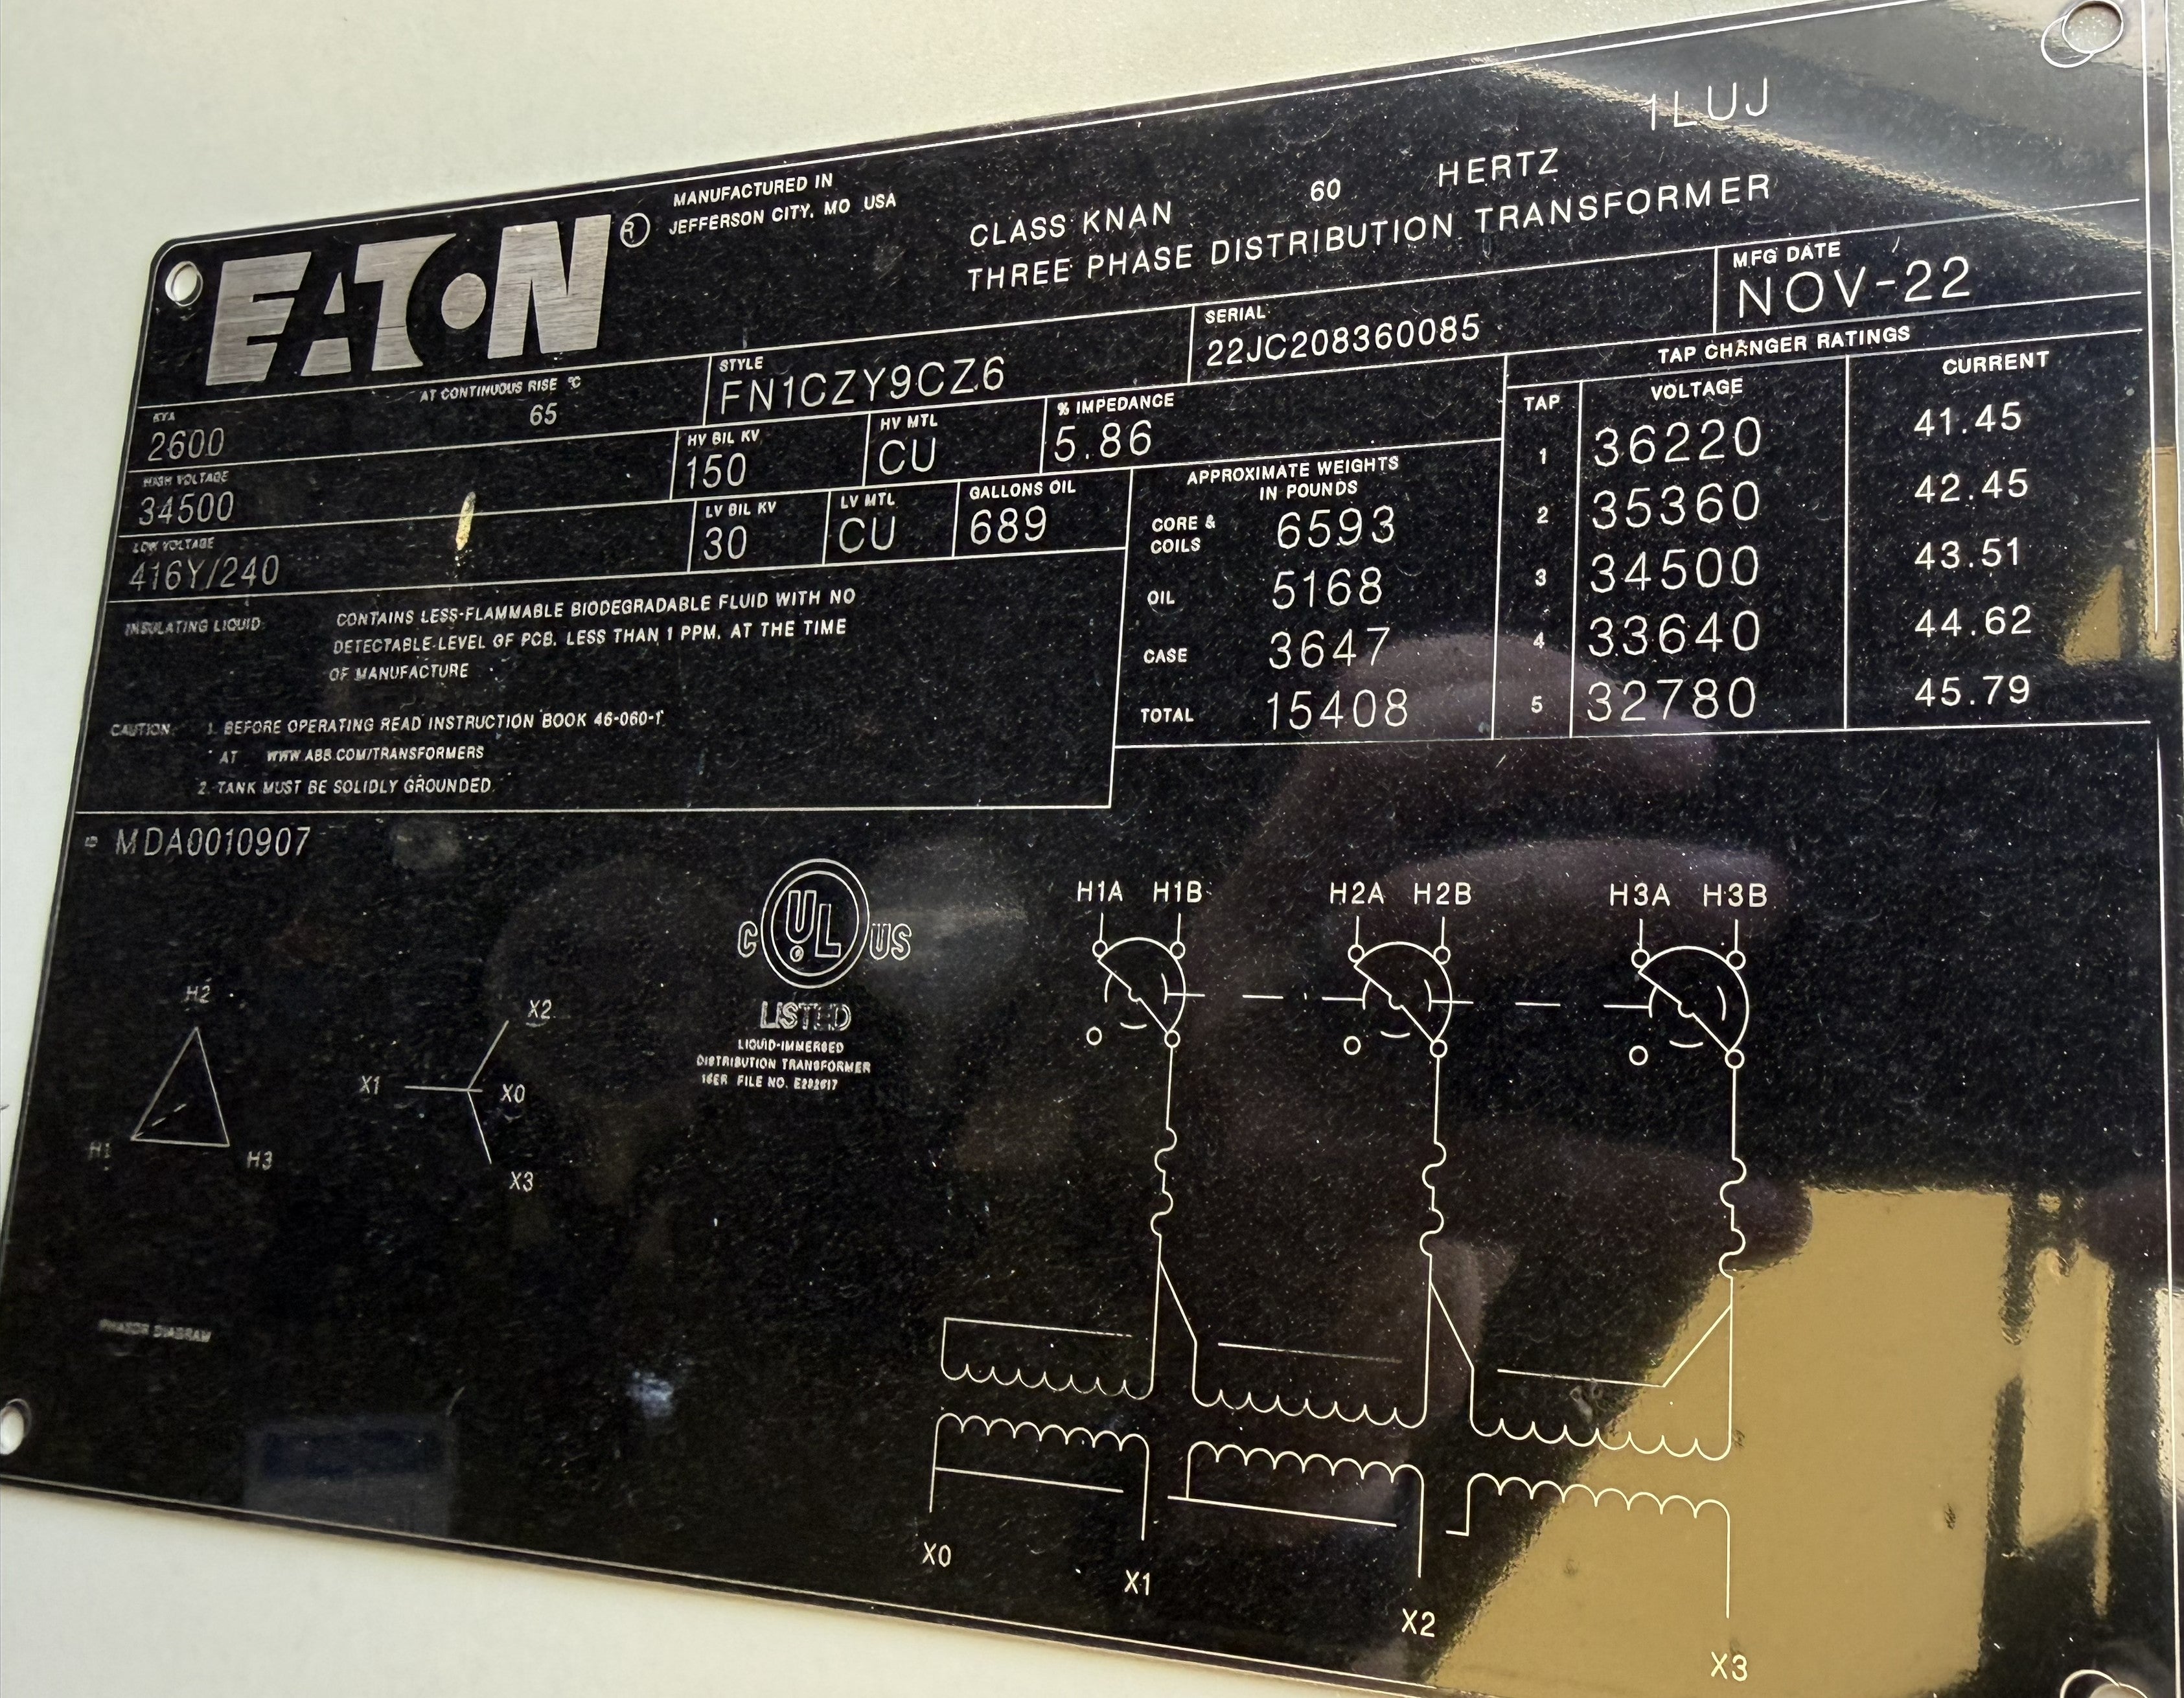 1LUJ
EATON ®
MANUFACTURED IN
JEFFERSON CITY, MO USA
CLASS KNAN 60 HERTZ
THREE PHASE DISTRIBUTION TRANSFORMER
KVA
2600
AT CONTINUOUS RISE °C
65
STYLE
FN1CZY9CZ6
SERIAL
22JC208360085
MFG DATE
NOV-22
HIGH VOLTAGE
34500
HV BIL KV
150
HV MTL
CU
% IMPEDANCE
5.86
LOW VOLTAGE
416Y/240
LV BIL KV
30
LV MTL
CU
GALLONS OIL
689
APPROXIMATE WEIGHTS
IN POUNDS
CORE & COILS 6593
OIL 5168
CASE 3647
TOTAL 15408
TAP CHANGER RATINGS
TAP VOLTAGE CURRENT
1 36220 41.45
2 35360 42.45
3 34500 43.51
4 33640 44.62
5 32780 45.79
INSULATING LIQUID: CONTAINS LESS-FLAMMABLE BIODEGRADABLE FLUID WITH NO
DETECTABLE LEVEL OF PCB, LESS THAN 1 PPM, AT THE TIME
OF MANUFACTURE
CAUTION: 1. BEFORE OPERATING READ INSTRUCTION BOOK 46-060-1
AT WWW.ABB.COM/TRANSFORMERS
2. TANK MUST BE SOLIDLY GROUNDED.
MDA0010907
C UL US
LISTED
LIQUID-IMMERSED
DISTRIBUTION TRANSFORMER
16ER FILE NO. E292617
H1A H1B H2A H2B H3A H3B
H2
H1
H3
X2
X1
X0
X3
PHASOR DIAGRAM
X0
X1
X2
X3